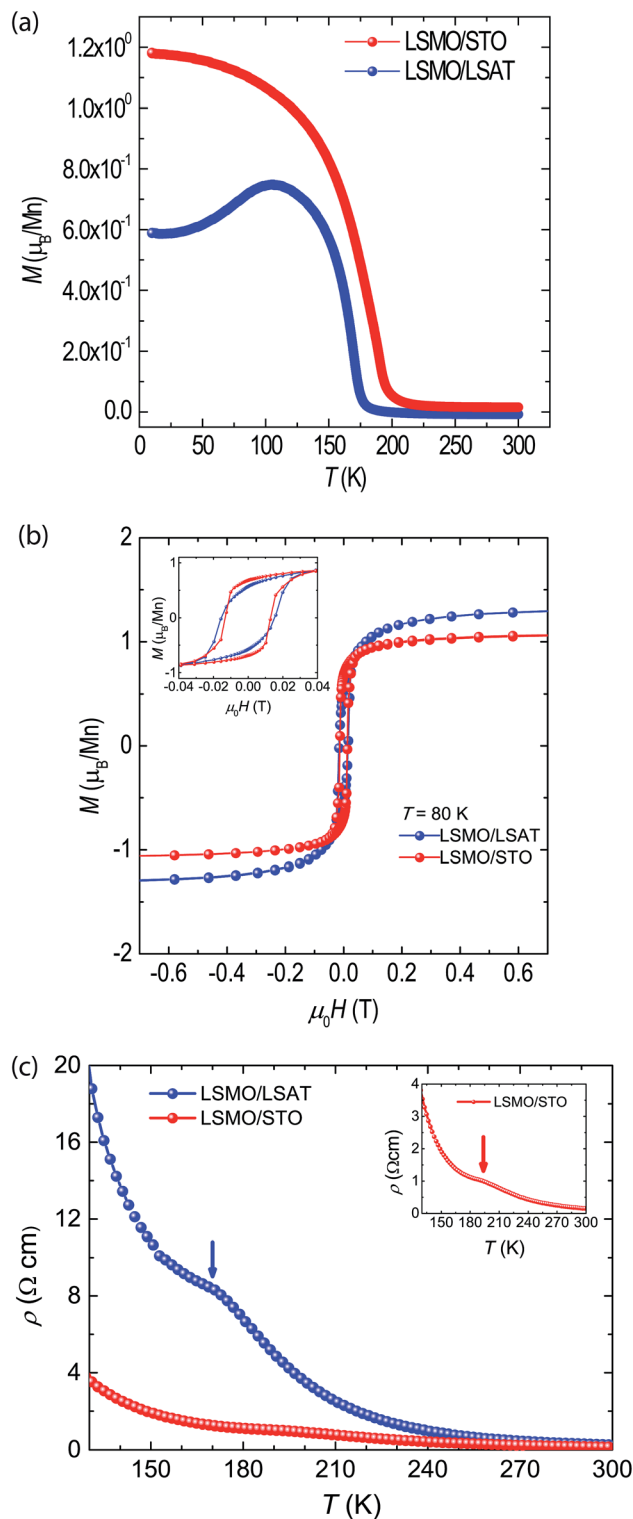 (a)
LSMO/STO
LSMO/LSAT
1.2x10⁰
1.0x10⁰
8.0x10⁻¹
6.0x10⁻¹
4.0x10⁻¹
2.0x10⁻¹
0.0
M (μB/Mn)
0 50 100 150 200 250 300
T (K)
(b)
2
1
0
-1
-2
M (μB/Mn)
1
0
-1
M (μB/Mn)
-0.04 -0.02 0.00 0.02 0.04
μ₀H (T)
T = 80 K
LSMO/LSAT
LSMO/STO
-0.6 -0.4 -0.2 0.0 0.2 0.4 0.6
μ₀H (T)
(c)
20
16
12
8
4
0
ρ (Ω cm)
LSMO/LSAT
LSMO/STO
4
3
2
1
0
ρ (Ωcm)
LSMO/STO
150 180 210 240 270 300
T (K)
150 180 210 240 270 300
T (K)